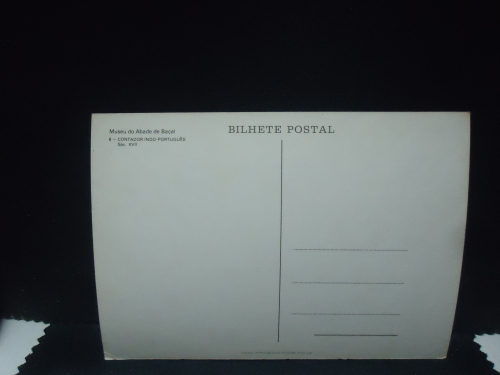 Museu do Abade de Baçal
BILHETE POSTAL
8 — CONTADOR INDO-PORTUGUÊS
Séc. XVII